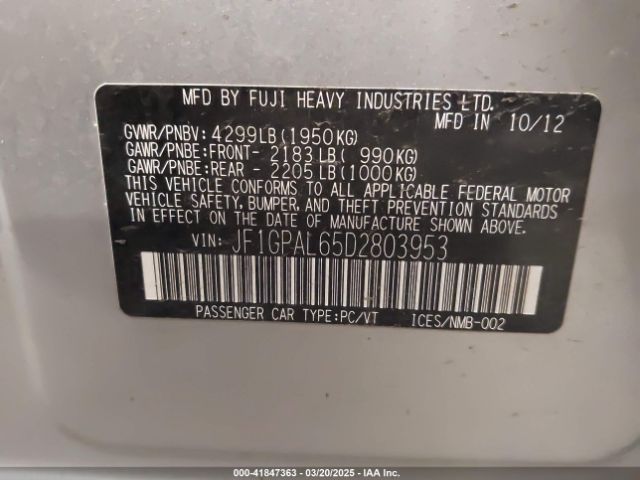 MFD BY FUJI HEAVY INDUSTRIES LTD.
MFD IN 10/12
GVWR/PNBV: 4299LB(1950KG)
GAWR/PNBE:FRONT- 2183LB( 990KG)
GAWR/PNBE:REAR - 2205LB(1000KG)
THIS VEHICLE CONFORMS TO ALL APPLICABLE FEDERAL MOTOR
VEHICLE SAFETY, BUMPER, AND THEFT PREVENTION STANDARDS
IN EFFECT ON THE DATE OF MANUFACTURE SHOWN ABOVE.
VIN: JF1GPAL65D2803953
PASSENGER CAR TYPE:PC/VT ICES/NMB-002
000-41847363 | 03/20/2025 - IAA Inc.